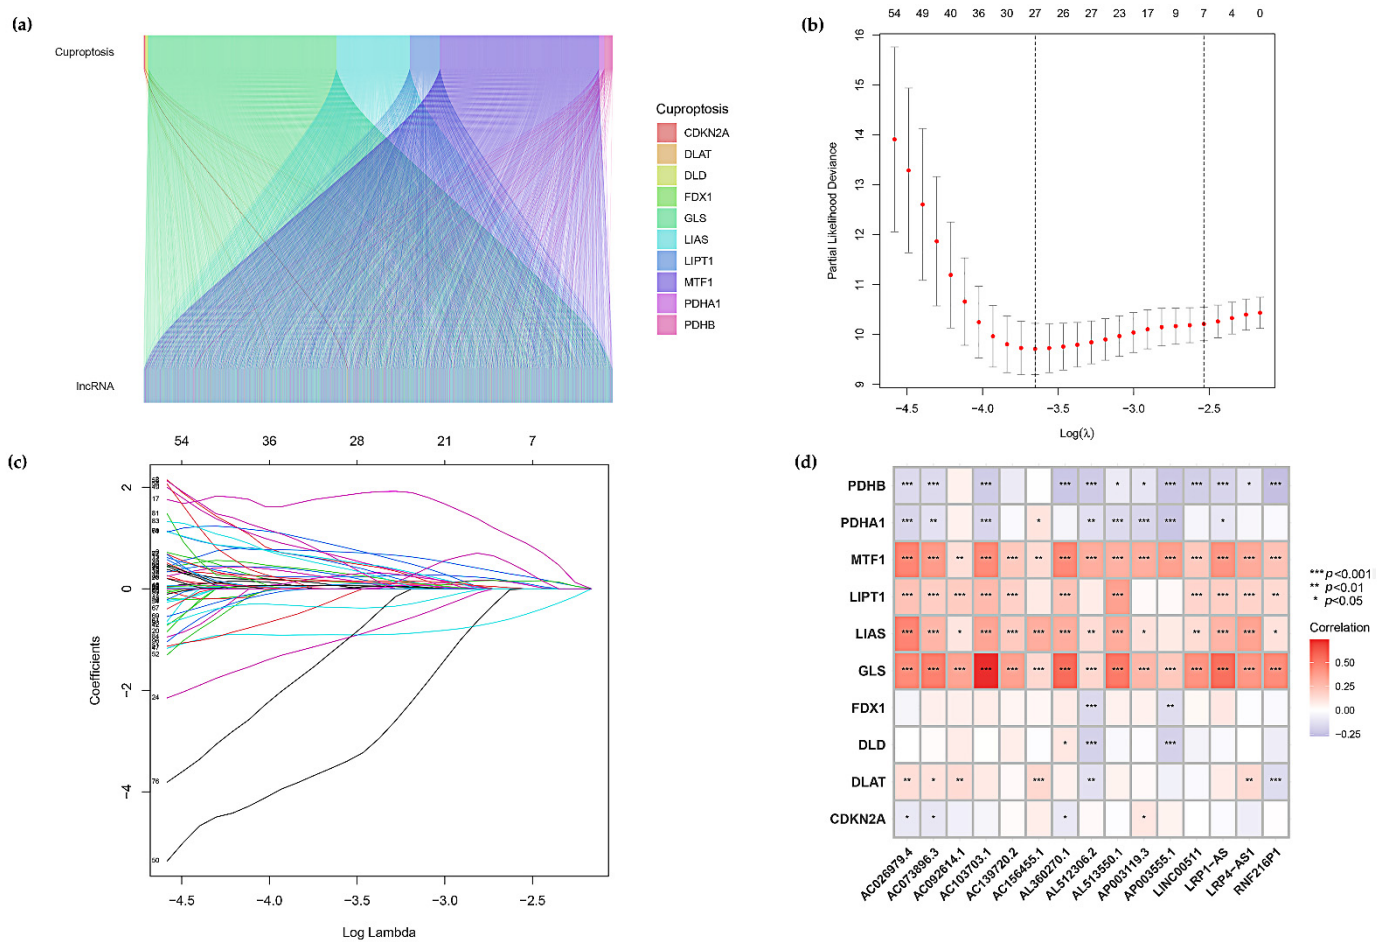 (a)
Cuproptosis
lncRNA
Cuproptosis
CDKN2A
DLAT
DLD
FDX1
GLS
LIAS
LIPT1
MTF1
PDHA1
PDHB
(b)
54 49 40 36 30 27 26 27 23 17 9 7 4 0
Partial Likelihood Deviance
16
15
14
13
12
11
10
9
−4.5 −4.0 −3.5 −3.0 −2.5
Log(λ)
(c)
54 36 28 21 7
Coefficients
2
0
−2
−4
17
81
83
67
52
24
76
50
−4.5 −4.0 −3.5 −3.0 −2.5
Log Lambda
(d)
PDHB *** *** *** *** *** * * *** *** *** * ***
PDHA1 *** ** *** * ** *** *** *** *
MTF1 *** *** ** *** *** ** *** *** *** *** *** *** *** *** ***
LIPT1 *** *** *** *** *** *** *** *** *** *** **
LIAS *** *** * *** *** *** *** ** *** * ** *** *** *
GLS *** *** *** *** *** *** *** *** *** *** *** *** *** *** ***
FDX1 *** **
DLD * *** ***
DLAT ** * ** *** ** ** ***
CDKN2A * * * *
AC026979.4
AC073896.3
AC092614.1
AC103703.1
AC139720.2
AC156455.1
AL360270.1
AL512306.2
AL513550.1
AP003119.3
AP003555.1
LINC00511
LRP1−AS
LRP4−AS1
RNF216P1
*** p<0.001
** p<0.01
* p<0.05
Correlation
0.50
0.25
0.00
−0.25